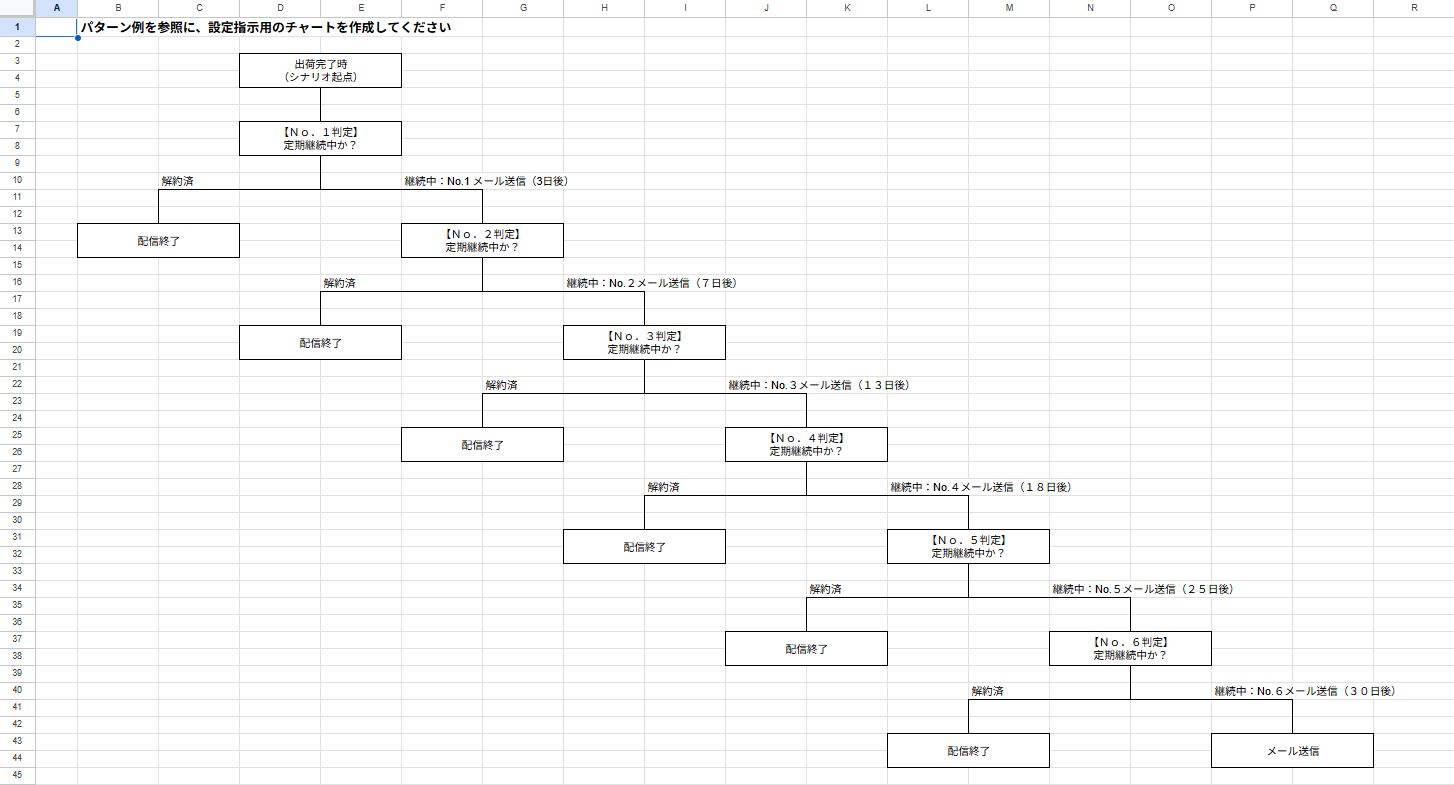 A B C D E F G H I J K L M N O P Q R
1 パターン例を参照に、設定指示用のチャートを作成してください
2
3 出荷完了時
4 （シナリオ起点）
5
6
7 【Ｎｏ．１判定】
8 定期継続中か？
9
10 解約済 継続中：No.1 メール送信（3日後）
11
12
13 配信終了 【Ｎｏ．２判定】
14 定期継続中か？
15
16 解約済 継続中：No.２メール送信（７日後）
17
18
19 配信終了 【Ｎｏ．３判定】
20 定期継続中か？
21
22 解約済 継続中：No.３メール送信（１３日後）
23
24
25 配信終了 【Ｎｏ．４判定】
26 定期継続中か？
27
28 解約済 継続中：No.４メール送信（１８日後）
29
30
31 配信終了 【Ｎｏ．５判定】
32 定期継続中か？
33
34 解約済 継続中：No.５メール送信（２５日後）
35
36
37 配信終了 【Ｎｏ．６判定】
38 定期継続中か？
39
40 解約済 継続中：No.６メール送信（３０日後）
41
42
43 配信終了 メール送信
44
45